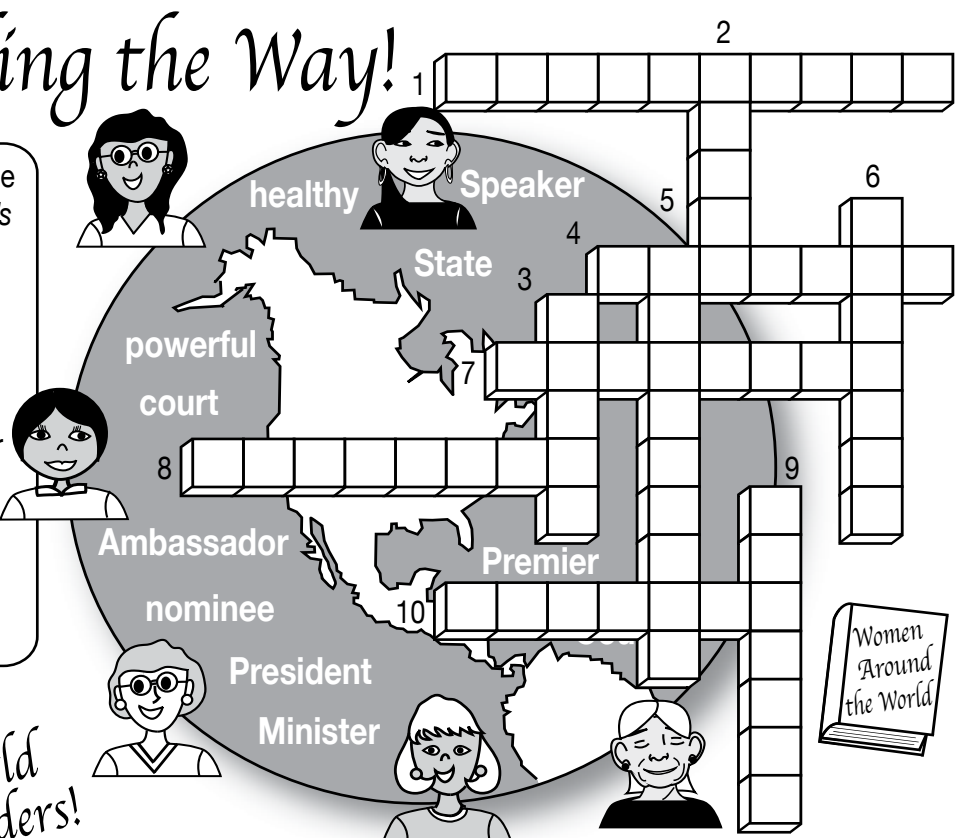 ing the Way!
1
2
e
's
healthy
Speaker
5
6
4
State
3
powerful
7
court
8
9
Ambassador
Premier
nominee
10
Women
Around
the World
President
Minister
ld
ders!